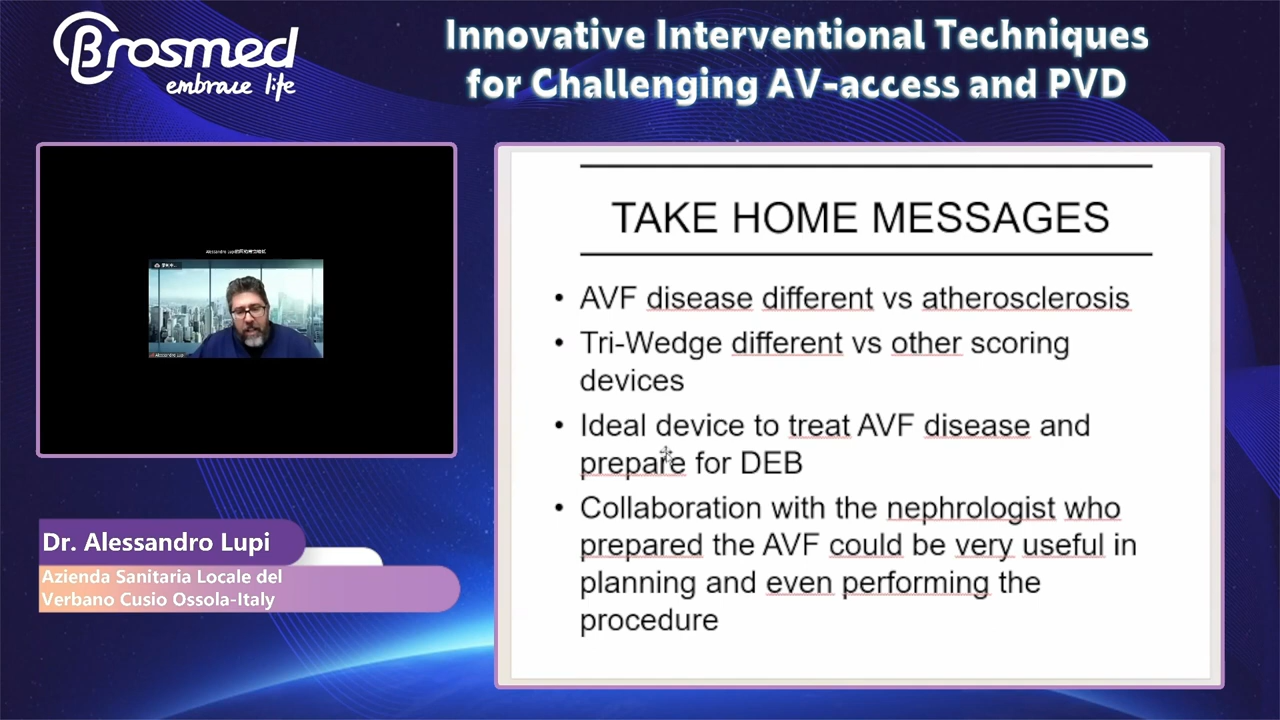 Brosmed
embrace life
Innovative Interventional Techniques
for Challenging AV-access and PVD
Alessandro Lupi
TAKE HOME MESSAGES
• AVF disease different vs atherosclerosis
• Tri-Wedge different vs other scoring
devices
• Ideal device to treat AVF disease and
prepare for DEB
• Collaboration with the nephrologist who
prepared the AVF could be very useful in
planning and even performing the
procedure
Dr. Alessandro Lupi
Azienda Sanitaria Locale del
Verbano Cusio Ossola-Italy